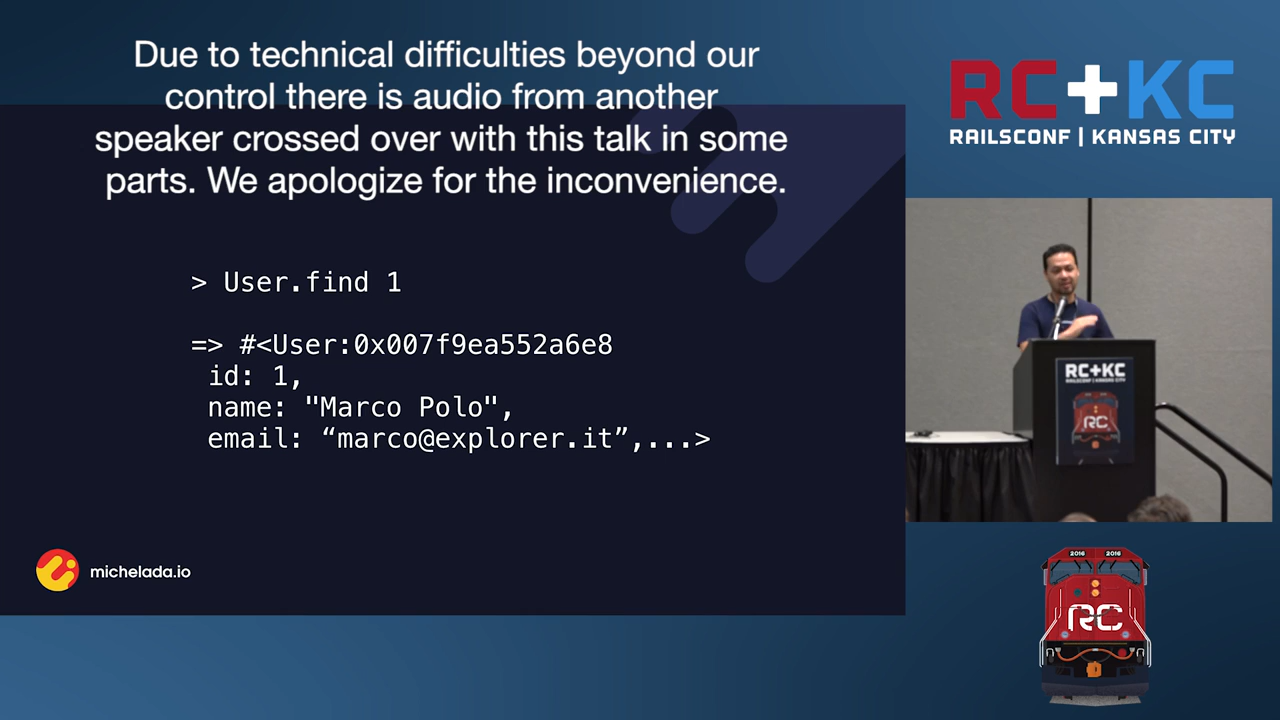 Due to technical difficulties beyond our
control there is audio from another
speaker crossed over with this talk in some
parts. We apologize for the inconvenience.
RC+KC
RAILSCONF | KANSAS CITY
> User.find 1
=> #<User:0x007f9ea552a6e8
id: 1,
name: "Marco Polo",
email: “marco@explorer.it”,...>
michelada.io
RC+KC
RAILSCONF | KANSAS CITY
RC
2016 2016
RC